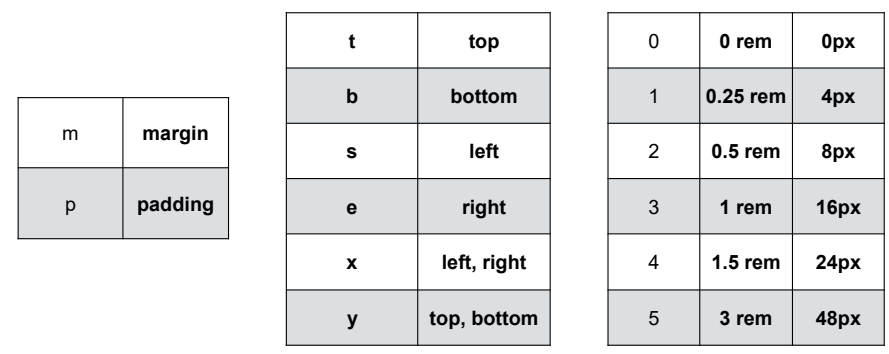 m margin
p padding
t top
b bottom
s left
e right
x left, right
y top, bottom
0 0 rem 0px
1 0.25 rem 4px
2 0.5 rem 8px
3 1 rem 16px
4 1.5 rem 24px
5 3 rem 48px